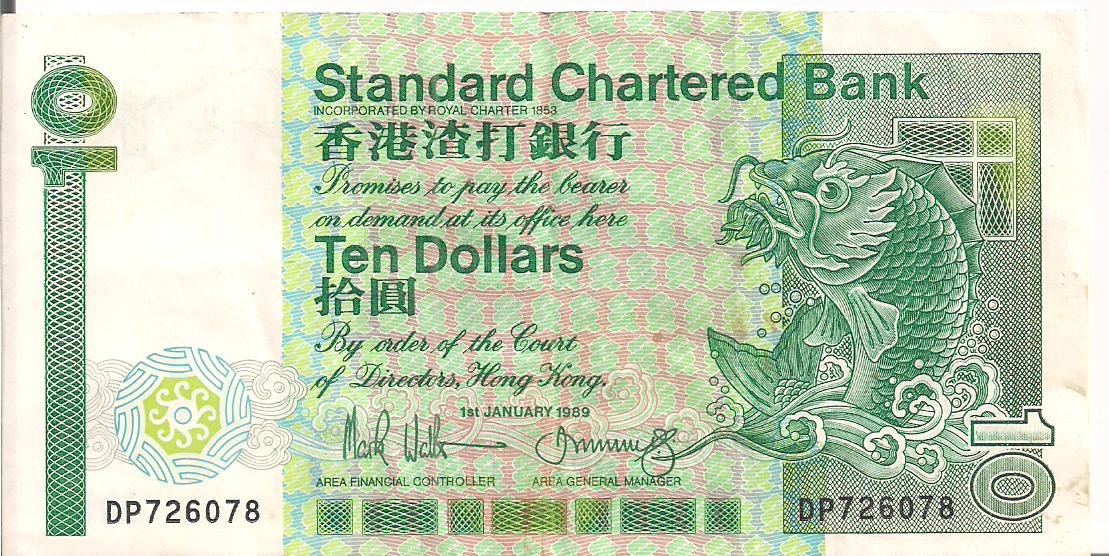 10
Standard Chartered Bank
INCORPORATED BY ROYAL CHARTER 1853
香港渣打銀行
Promises to pay the bearer
on demand at its office here
Ten Dollars
拾圓
By order of the Court
of Directors, Hong Kong.
1st JANUARY 1989
AREA FINANCIAL CONTROLLER AREA GENERAL MANAGER
DP726078 DP726078
10